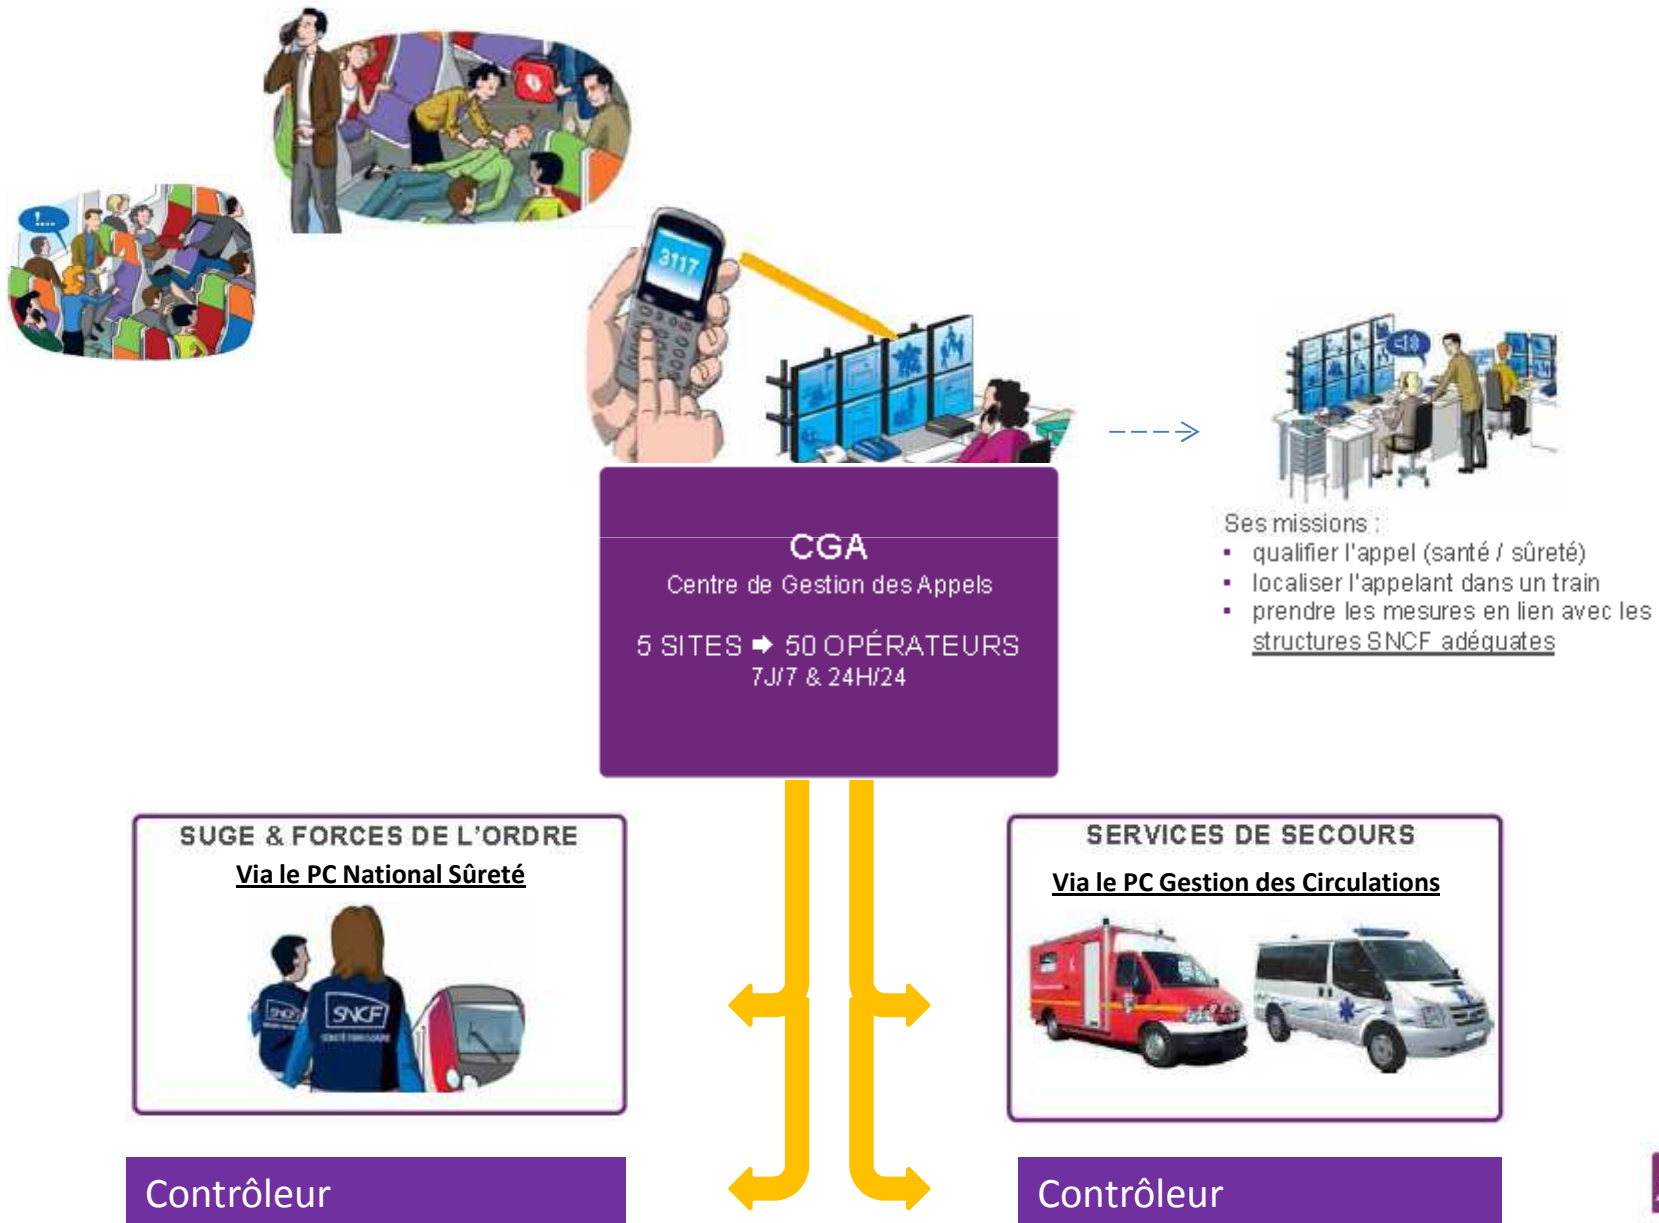 !...
3117
Ses missions :
▪ qualifier l'appel (santé / sûreté)
▪ localiser l'appelant dans un train
▪ prendre les mesures en lien avec les
structures SNCF adéquates
CGA
Centre de Gestion des Appels
5 SITES ➡ 50 OPÉRATEURS
7J/7 & 24H/24
SUGE & FORCES DE L'ORDRE
Via le PC National Sûreté
SNCF
SNCF
SERVICES DE SECOURS
Via le PC Gestion des Circulations
Contrôleur
Contrôleur